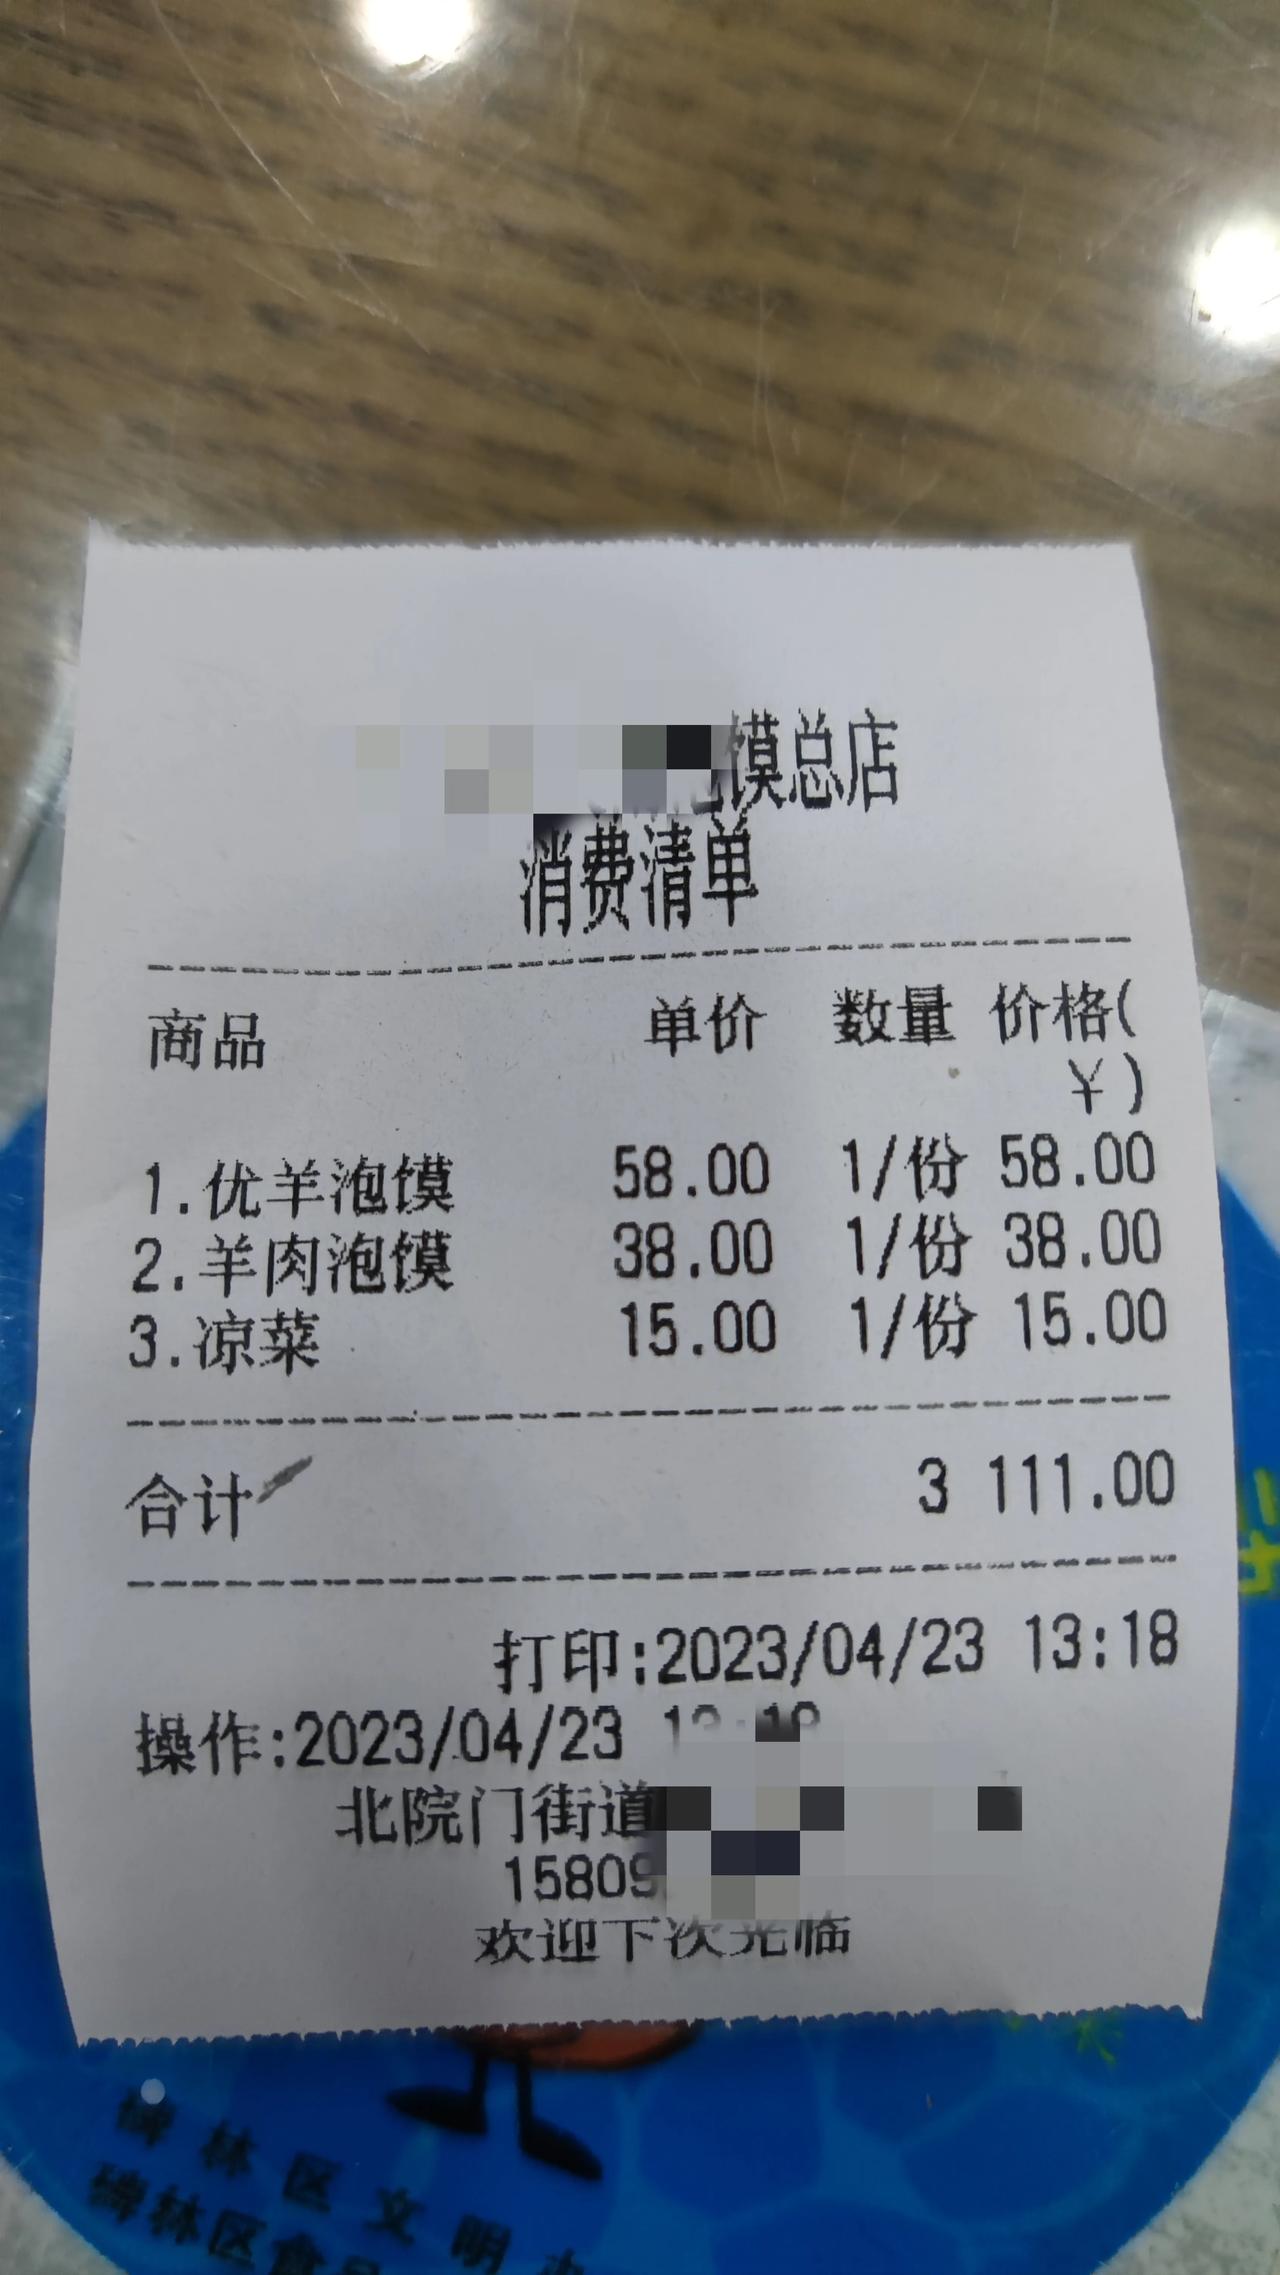 馍总店
消费清单
商品 单价 数量 价格(
¥)
1.优羊泡馍 58.00 1/份 58.00
2.羊肉泡馍 38.00 1/份 38.00
3.凉菜 15.00 1/份 15.00
合计 3 111.00
打印:2023/04/23 13:18
操作:2023/04/23
北院门街道
15809
欢迎下次光临
碑林区文明
碑林区食品